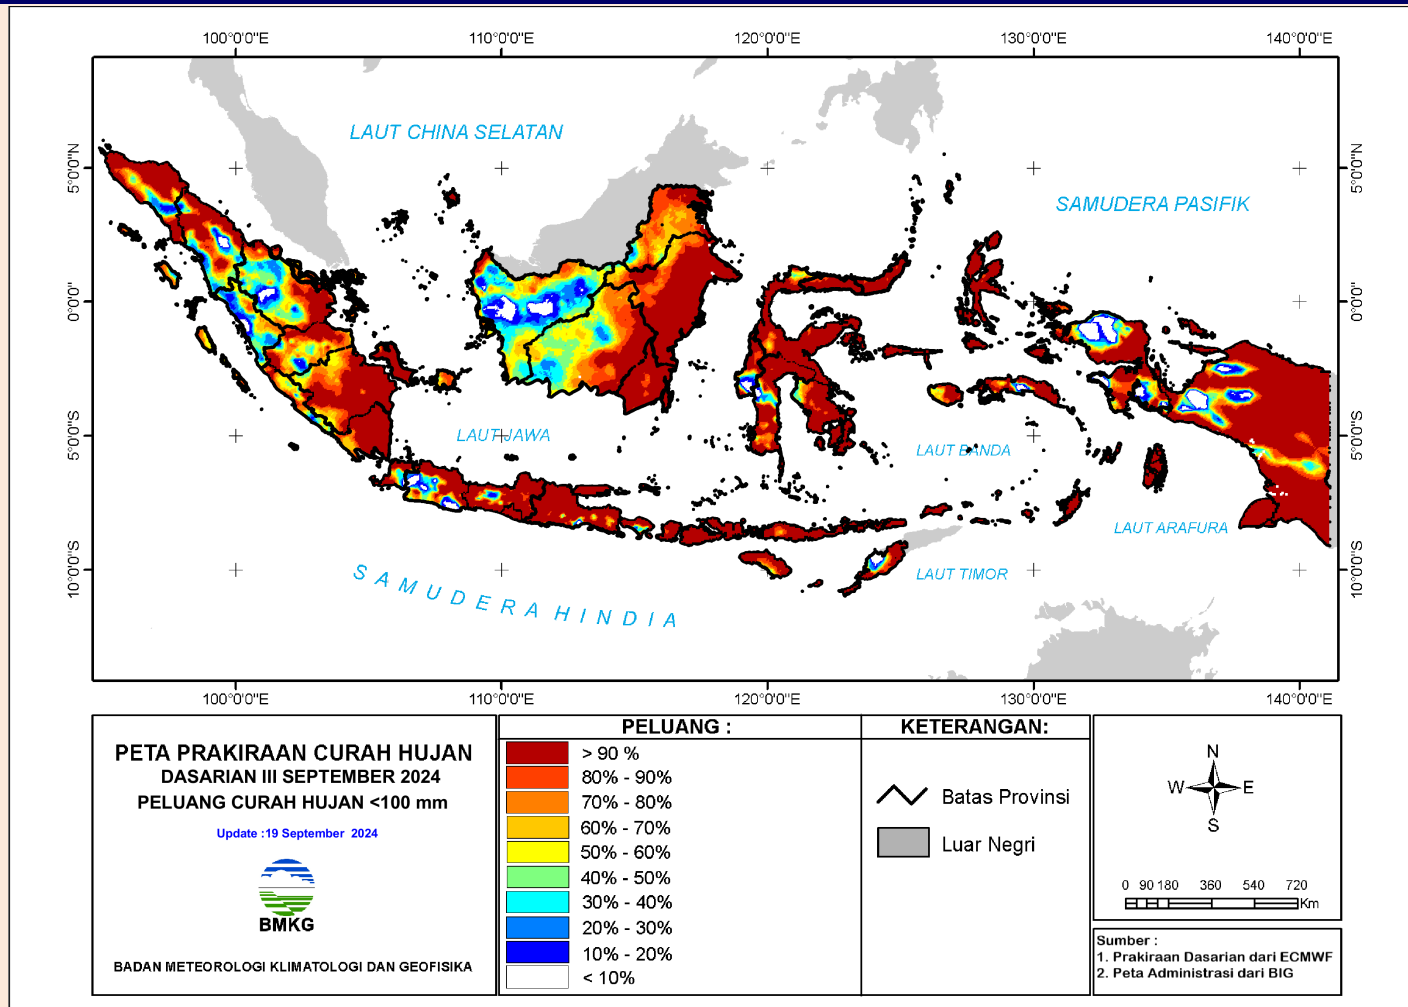 100°0'0"E 110°0'0"E 120°0'0"E 130°0'0"E 140°0'0"E
LAUT CHINA SELATAN
5°0'0"N 5°0'0"N
SAMUDERA PASIFIK
0°0'0" 0°0'0"
5°0'0"S 5°0'0"S
LAUT JAWA
LAUT BANDA
LAUT ARAFURA
10°0'0"S 10°0'0"S
LAUT TIMOR
SAMUDERA HINDIA
100°0'0"E 110°0'0"E 120°0'0"E 130°0'0"E 140°0'0"E
PETA PRAKIRAAN CURAH HUJAN
DASARIAN III SEPTEMBER 2024
PELUANG CURAH HUJAN <100 mm
Update :19 September 2024
BMKG
BADAN METEOROLOGI KLIMATOLOGI DAN GEOFISIKA
PELUANG :
> 90 %
80% - 90%
70% - 80%
60% - 70%
50% - 60%
40% - 50%
30% - 40%
20% - 30%
10% - 20%
< 10%
KETERANGAN:
Batas Provinsi
Luar Negri
N
W E
S
0 90 180 360 540 720
Km
Sumber :
1. Prakiraan Dasarian dari ECMWF
2. Peta Administrasi dari BIG